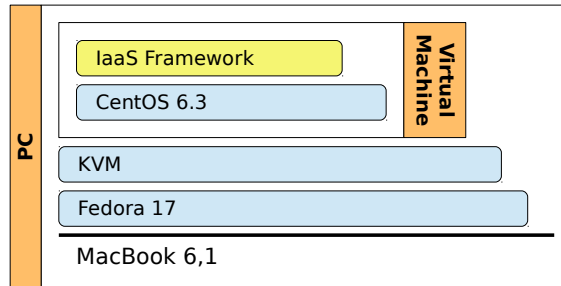 PC
IaaS Framework
CentOS 6.3
Virtual
Machine
KVM
Fedora 17
MacBook 6,1